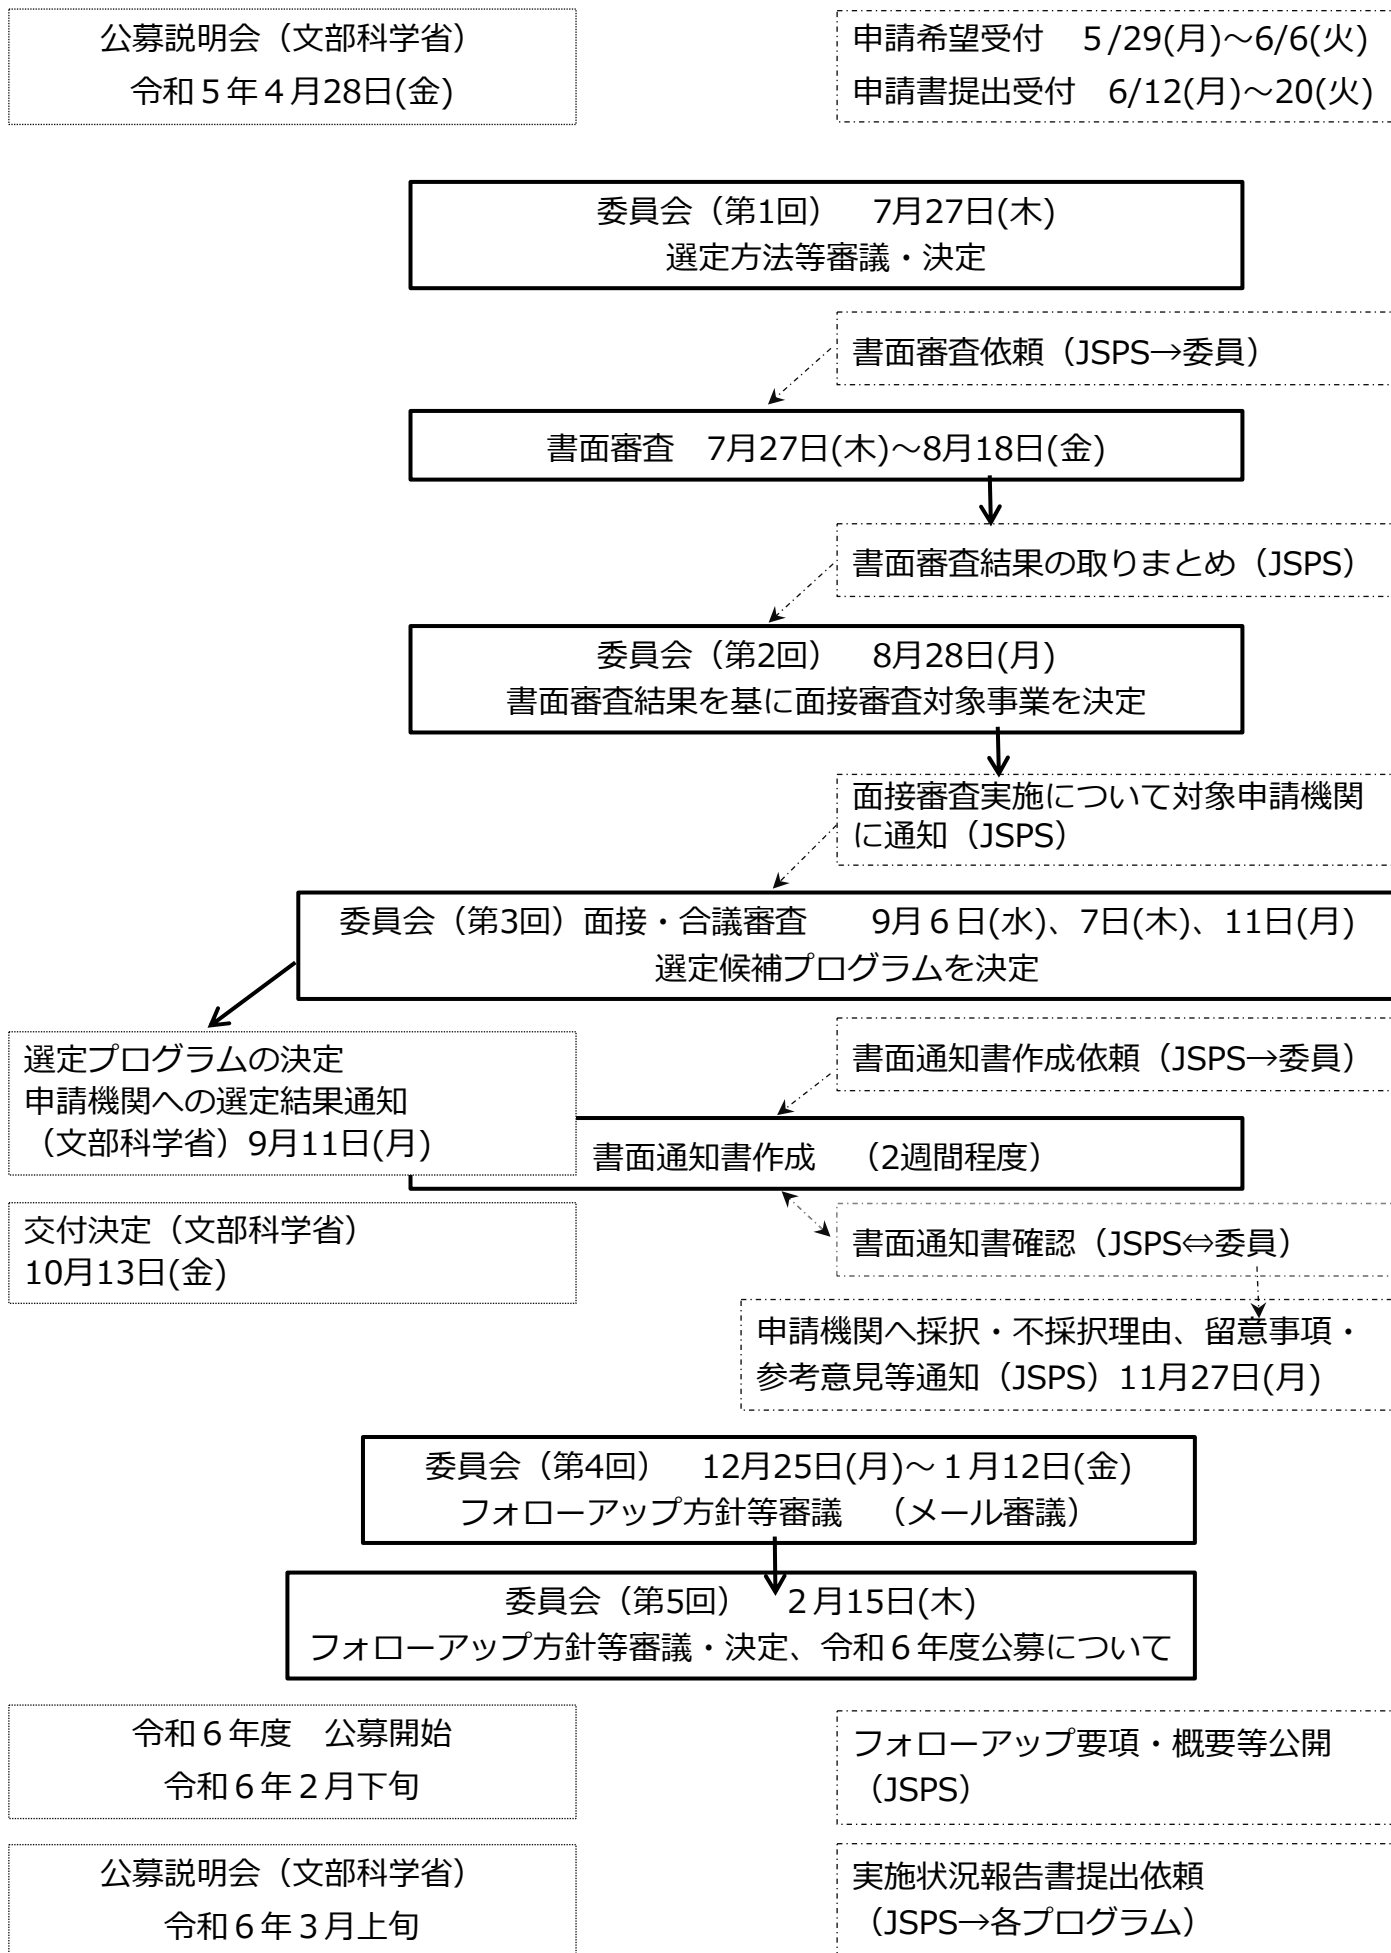 公募説明会（文部科学省）
令和５年４月28日(金)
申請希望受付　５/29(月)～6/6(火)
申請書提出受付　6/12(月)～20(火)
委員会（第1回）　7月27日(木)
選定方法等審議・決定
書面審査依頼（JSPS→委員）
書面審査　7月27日(木)～8月18日(金)
書面審査結果の取りまとめ（JSPS）
委員会（第2回）　8月28日(月)
書面審査結果を基に面接審査対象事業を決定
面接審査実施について対象申請機関
に通知（JSPS）
委員会（第3回）面接・合議審査　　9月６日(水)、7日(木)、11日(月)
選定候補プログラムを決定
選定プログラムの決定
申請機関への選定結果通知
（文部科学省）9月11日(月)
書面通知書作成依頼（JSPS→委員）
書面通知書作成　（2週間程度）
交付決定（文部科学省）
10月13日(金)
書面通知書確認（JSPS⇔委員）
申請機関へ採択・不採択理由、留意事項・
参考意見等通知（JSPS）11月27日(月)
委員会（第4回）　12月25日(月)～１月12日(金)
フォローアップ方針等審議　（メール審議）
委員会（第5回）　２月15日(木)
フォローアップ方針等審議・決定、令和６年度公募について
令和６年度　公募開始
令和６年２月下旬
フォローアップ要項・概要等公開
（JSPS）
公募説明会（文部科学省）
令和６年３月上旬
実施状況報告書提出依頼
（JSPS→各プログラム）